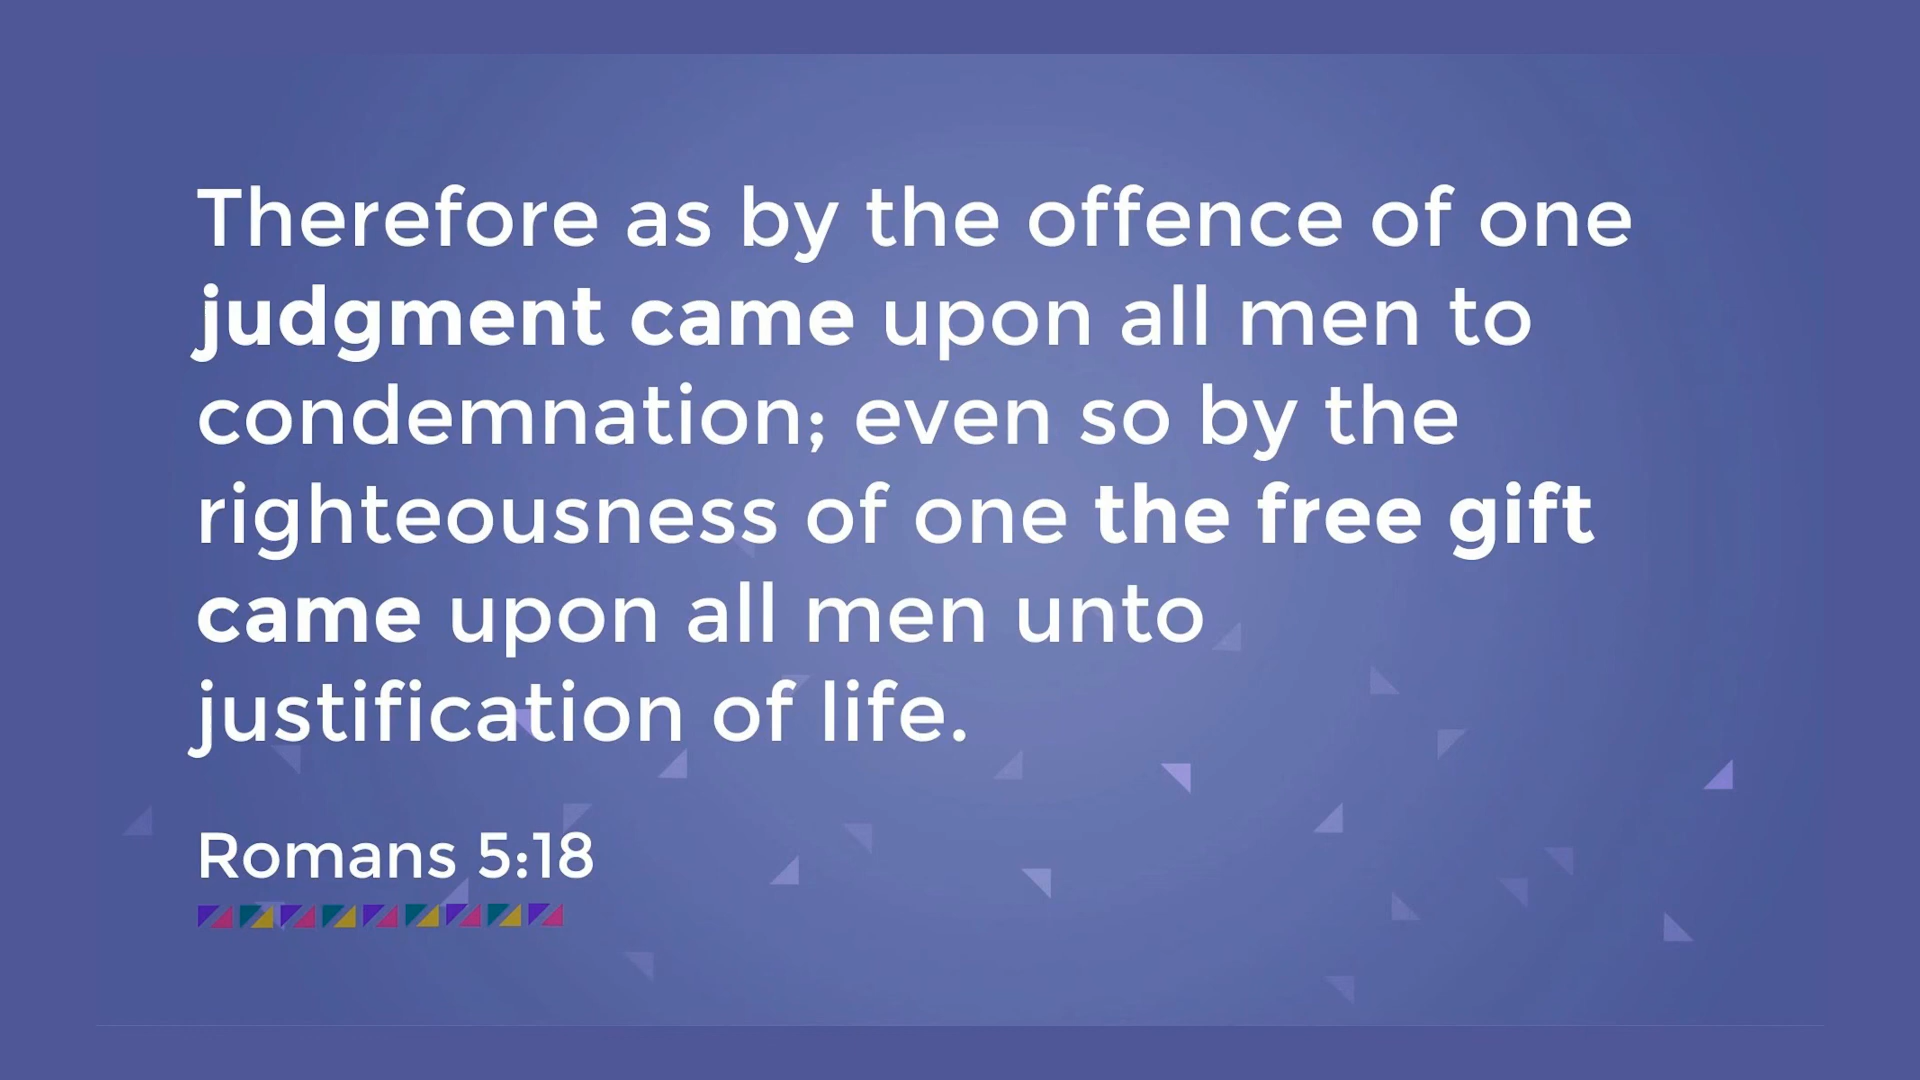 Therefore as by the offence of one
judgment came upon all men to
condemnation; even so by the
righteousness of one the free gift
came upon all men unto
justification of life.
Romans 5:18